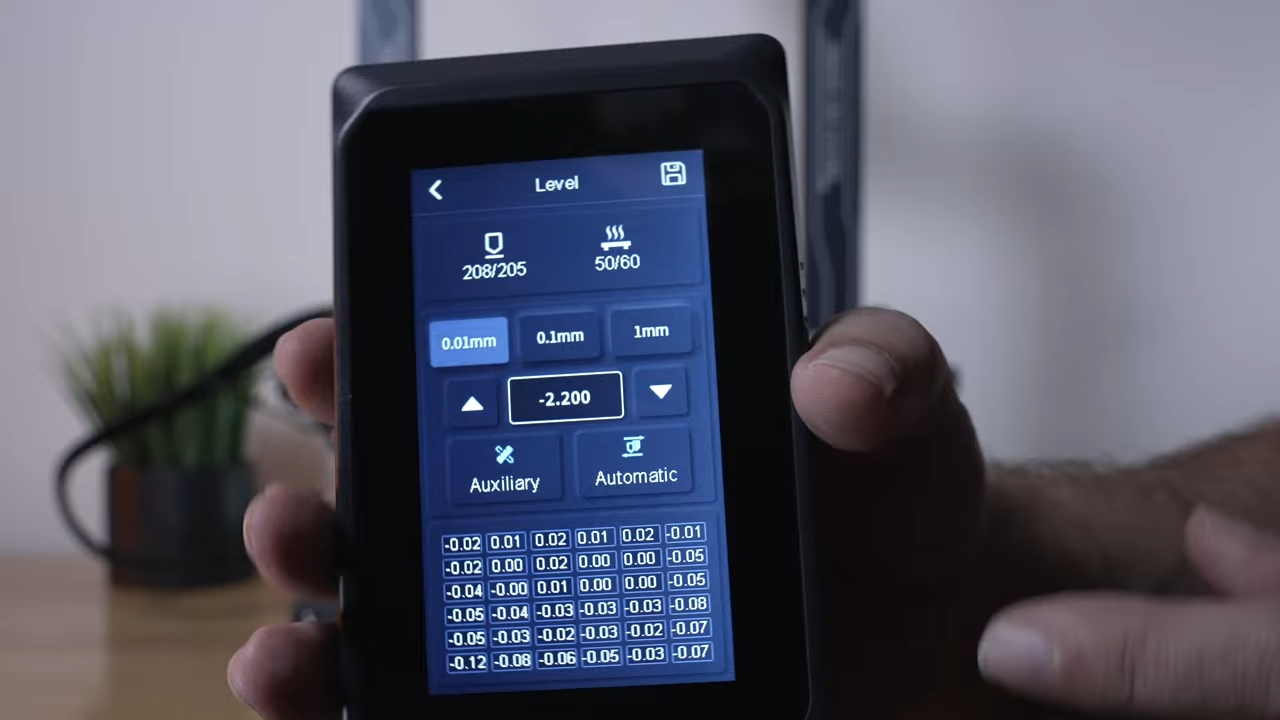 Level
208/205 50/60
0.01mm 0.1mm 1mm
-2.200
Auxiliary Automatic
-0.02 0.01 0.02 0.01 0.02 -0.01
-0.02 0.00 0.02 0.00 0.00 -0.05
-0.04 -0.00 0.01 0.00 0.00 -0.05
-0.05 -0.04 -0.03 -0.03 -0.03 -0.08
-0.05 -0.03 -0.02 -0.03 -0.02 -0.07
-0.12 -0.08 -0.06 -0.05 -0.03 -0.07